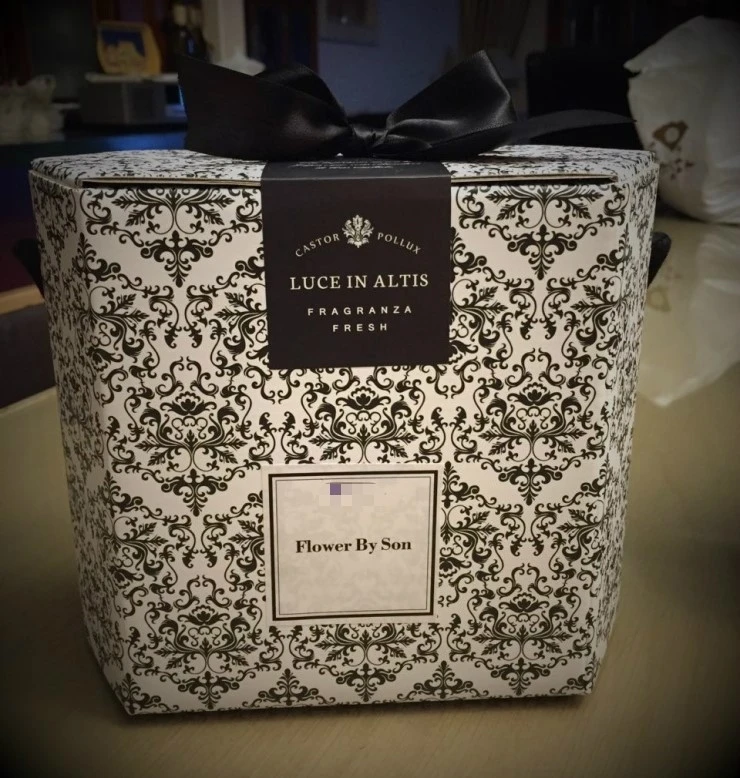 CASTOR POLLUX
LUCE IN ALTIS
FRAGRANZA
FRESH
Flower By Son